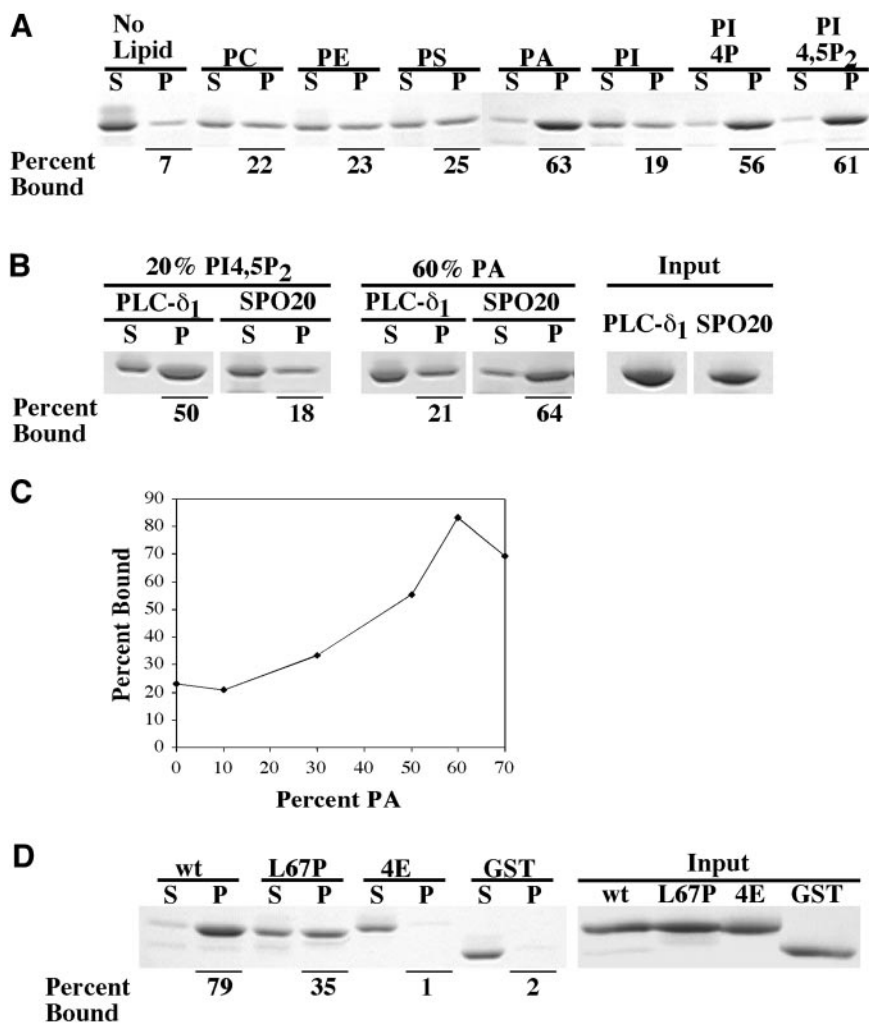 A
No Lipid PC PE PS PA PI PI 4P PI 4,5P2
S P S P S P S P S P S P S P S P
Percent Bound 7 22 23 25 63 19 56 61
B
20% PI4,5P2 60% PA Input
PLC-δ1 SPO20 PLC-δ1 SPO20 PLC-δ1 SPO20
S P S P S P S P
Percent Bound 50 18 21 64
C
90
80
70
60
50
40
30
20
10
0
Percent Bound
0 10 20 30 40 50 60 70
Percent PA
D
wt L67P 4E GST Input
S P S P S P S P wt L67P 4E GST
Percent Bound 79 35 1 2